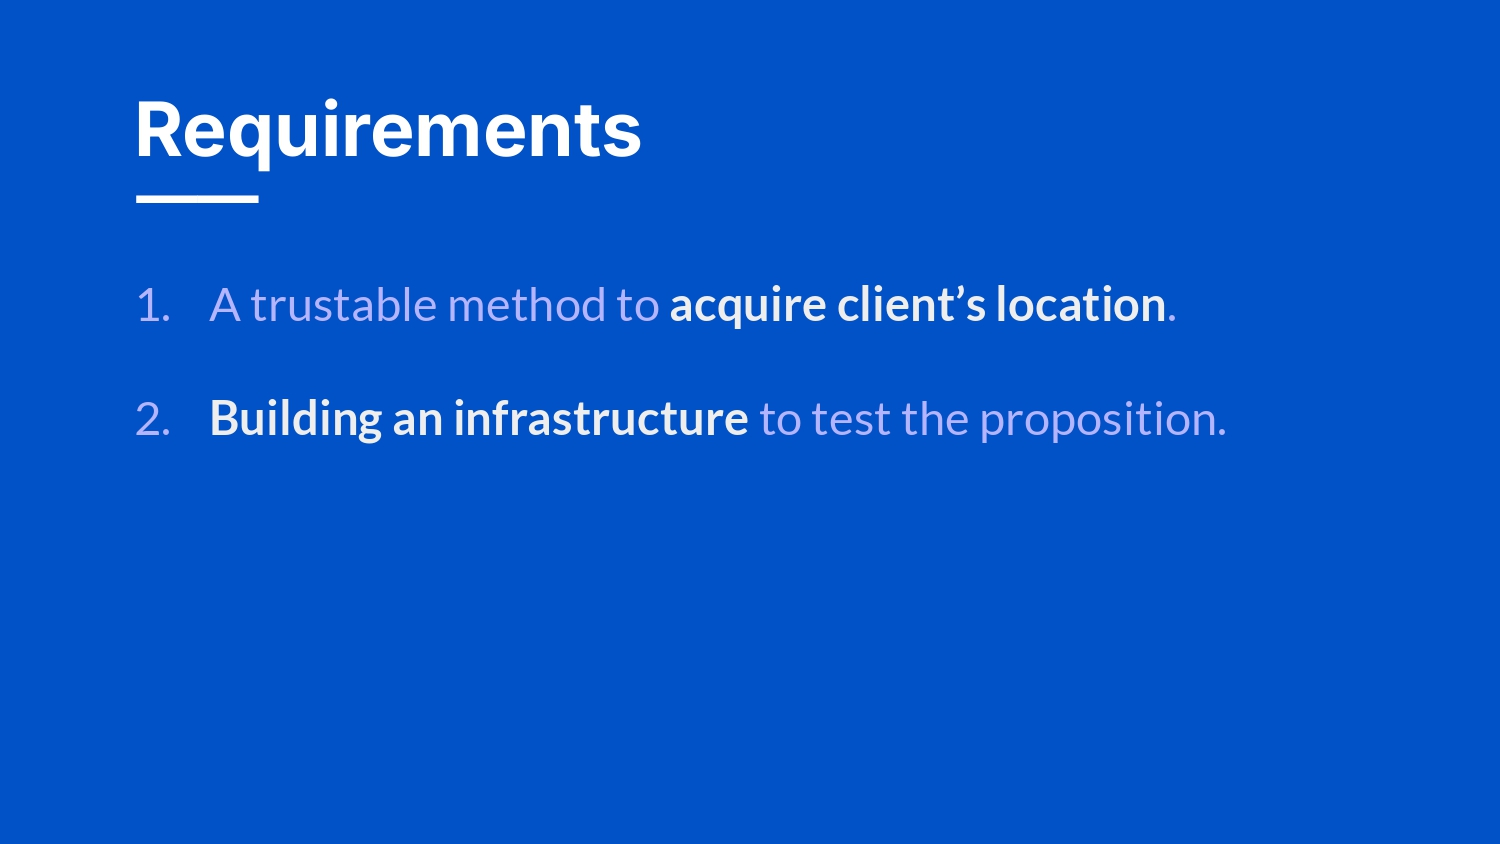 Requirements
1. A trustable method to acquire client’s location.
2. Building an infrastructure to test the proposition.